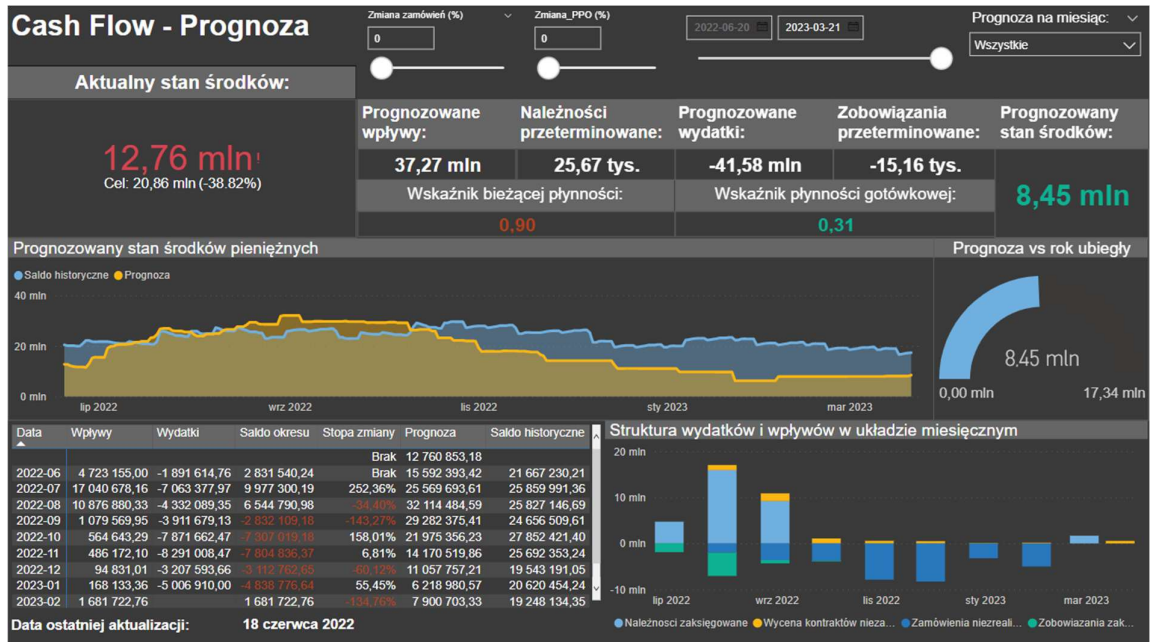 Cash Flow - Prognoza
Zmiana zamówień (%)
0
Zmiana_PPO (%)
0
2022-06-20
2023-03-21
Prognoza na miesiąc:
Wszystkie
Aktualny stan środków:
12,76 mln!
Cel: 20,86 mln (-38.82%)
Prognozowane wpływy:
Należności przeterminowane:
Prognozowane wydatki:
Zobowiązania przeterminowane:
Prognozowany stan środków:
37,27 mln
25,67 tys.
-41,58 mln
-15,16 tys.
8,45 mln
Wskaźnik bieżącej płynności:
Wskaźnik płynności gotówkowej:
0,90
0,31
Prognozowany stan środków pieniężnych
Saldo historyczne Prognoza
40 mln
20 mln
0 mln
lip 2022 wrz 2022 lis 2022 sty 2023 mar 2023
Prognoza vs rok ubiegły
8,45 mln
0,00 mln 17,34 mln
Data Wpływy Wydatki Saldo okresu Stopa zmiany Prognoza Saldo historyczne
Brak 12 760 853,18
2022-06 4 723 155,00 -1 891 614,76 2 831 540,24 Brak 15 592 393,42 21 667 230,21
2022-07 17 040 678,16 -7 063 377,97 9 977 300,19 252,36% 25 569 693,61 25 859 991,36
2022-08 10 876 880,33 -4 332 089,35 6 544 790,98 -34,40% 32 114 484,59 25 827 146,69
2022-09 1 079 569,95 -3 911 679,13 -2 832 109,18 -143,27% 29 282 375,41 24 656 509,61
2022-10 564 643,29 -7 871 662,47 -7 307 019,18 158,01% 21 975 356,23 27 852 421,40
2022-11 486 172,10 -8 291 008,47 -7 804 836,37 6,81% 14 170 519,86 25 692 353,24
2022-12 94 831,01 -3 207 593,66 -3 112 762,65 -60,12% 11 057 757,21 19 543 191,05
2023-01 168 133,36 -5 006 910,00 -4 838 776,64 55,45% 6 218 980,57 20 620 454,24
2023-02 1 681 722,76 1 681 722,76 -134,76% 7 900 703,33 19 248 134,35
Data ostatniej aktualizacji: 18 czerwca 2022
Struktura wydatków i wpływów w układzie miesięcznym
20 mln
10 mln
0 mln
-10 mln
lip 2022 wrz 2022 lis 2022 sty 2023 mar 2023
Należności zaksięgowane Wycena kontraktów nieza... Zamówienia niezreali... Zobowiazania zak...